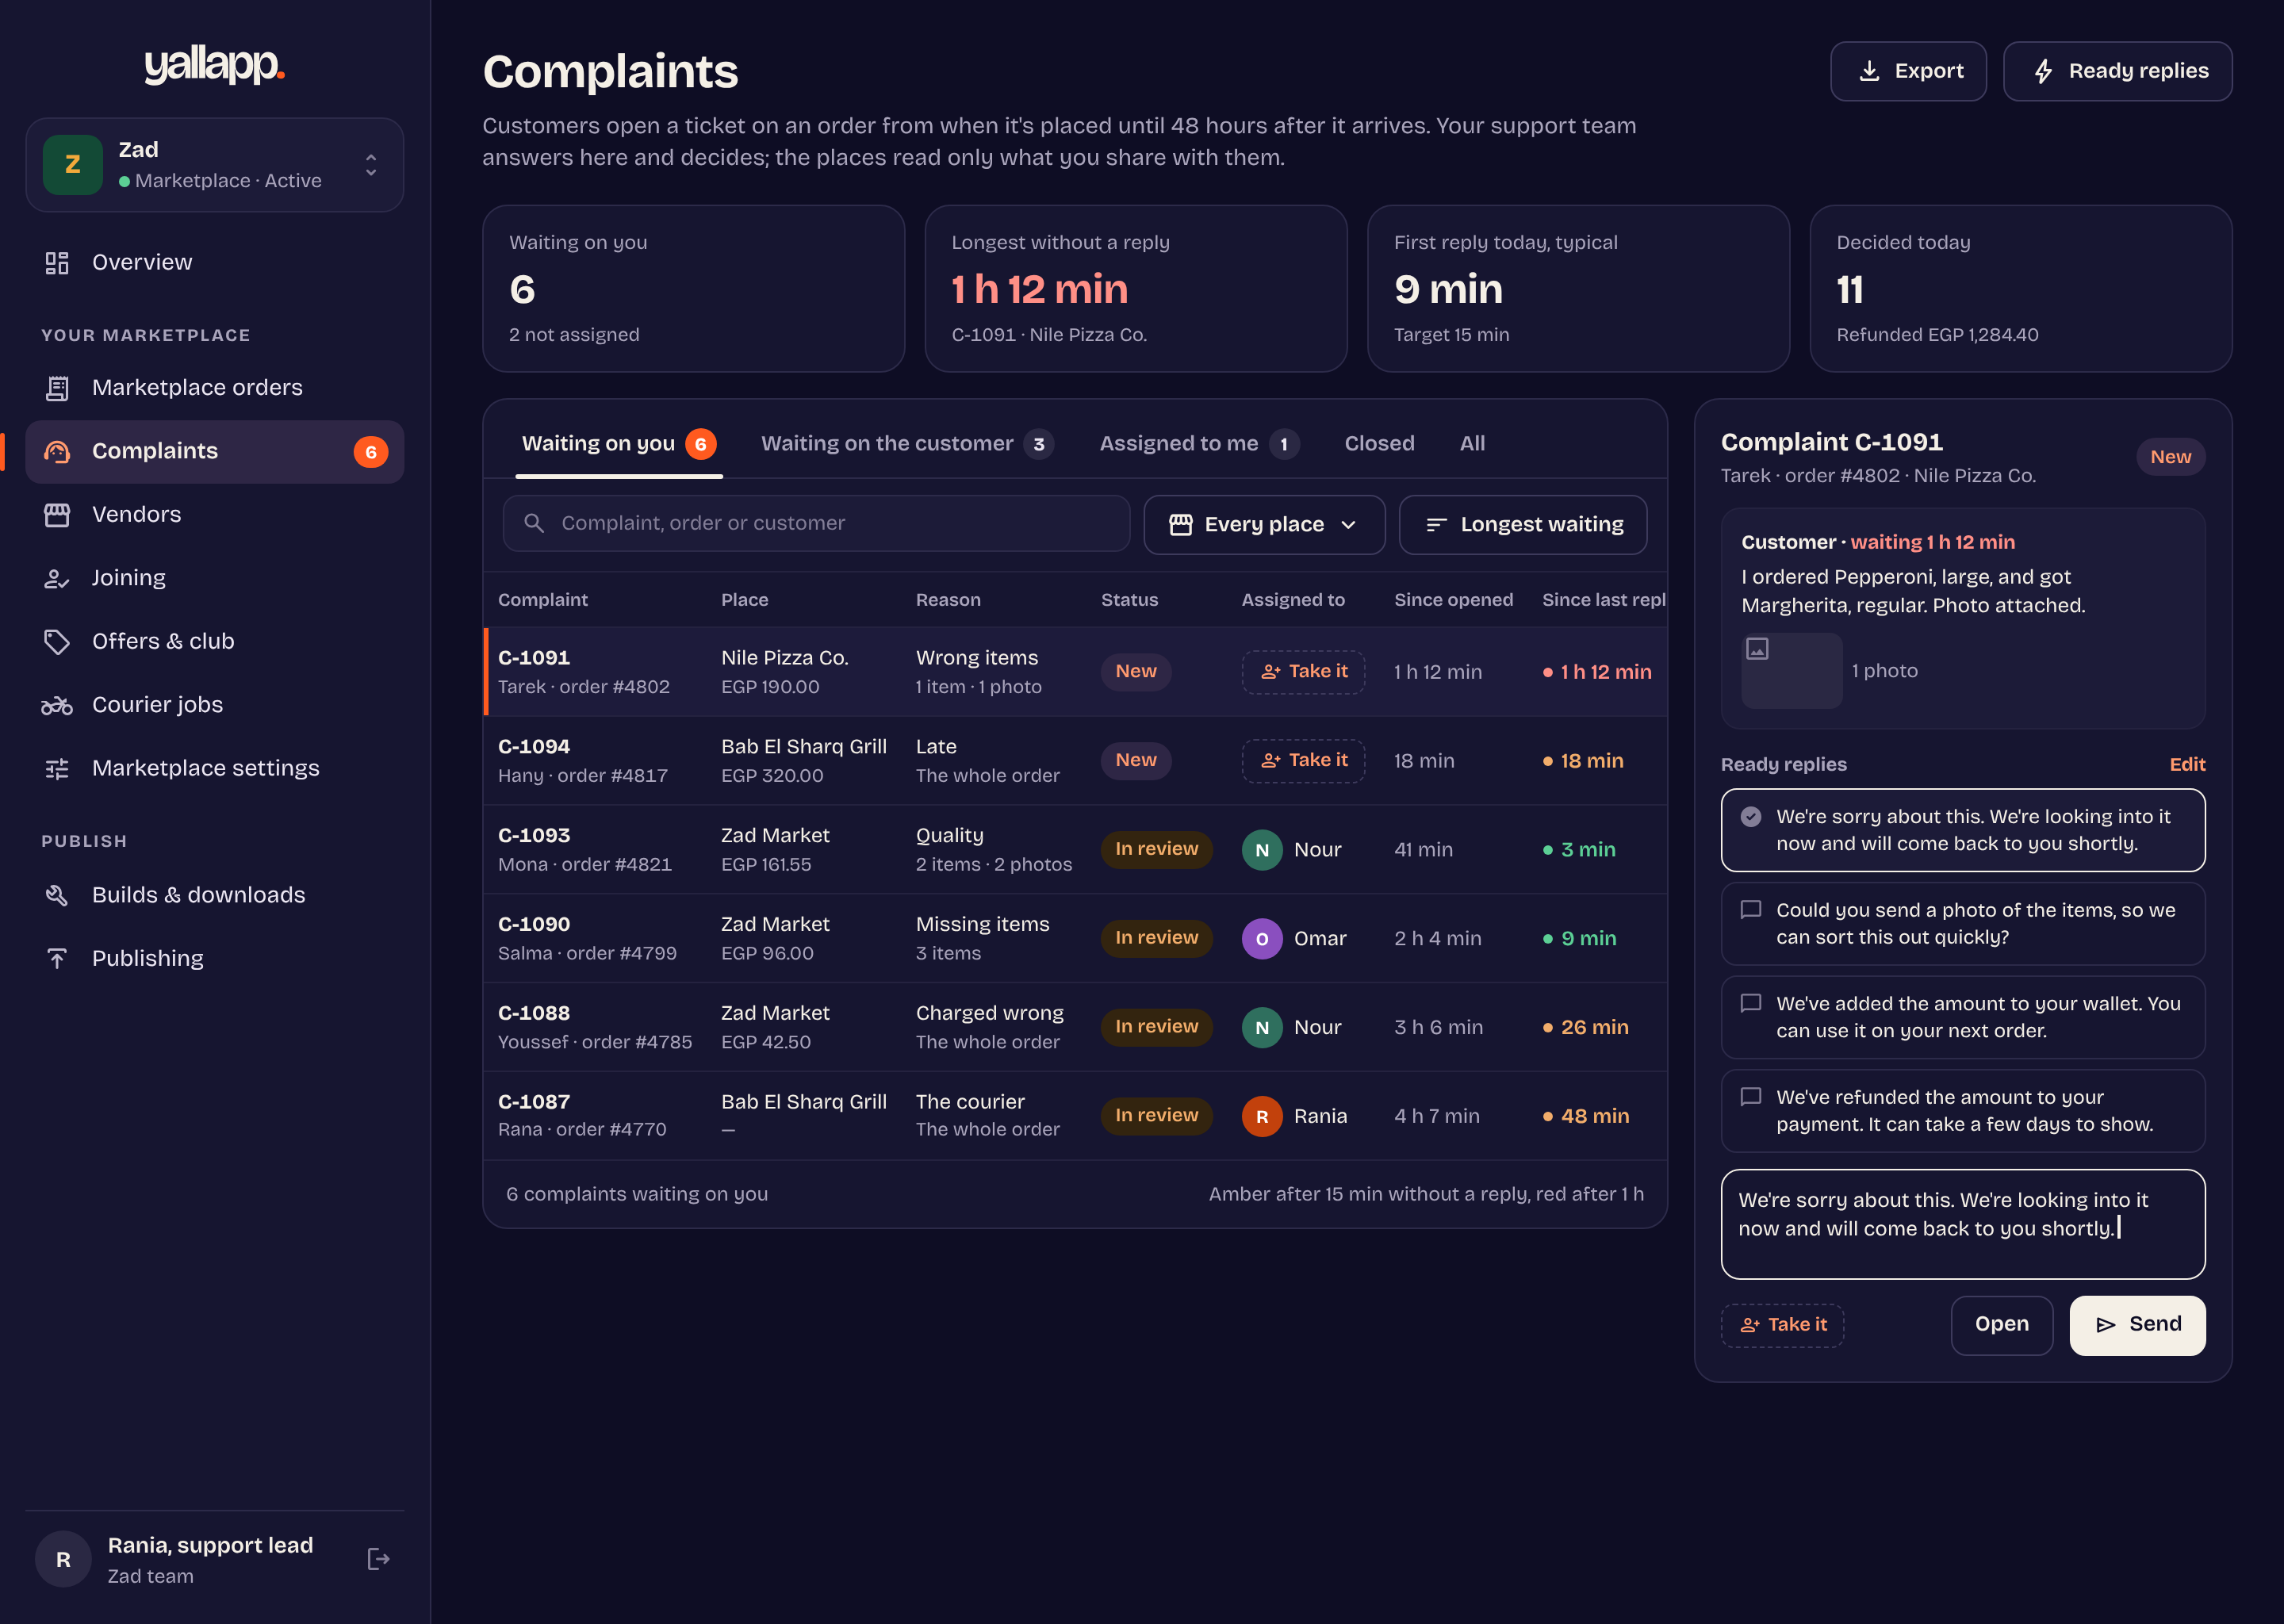 yallapp.
Z
Zad
Marketplace · Active
Overview
YOUR MARKETPLACE
Marketplace orders
Complaints
6
Vendors
Joining
Offers & club
Courier jobs
Marketplace settings
PUBLISH
Builds & downloads
Publishing
R
Rania, support lead
Zad team
Complaints
Export
Ready replies
Customers open a ticket on an order from when it's placed until 48 hours after it arrives. Your support team
answers here and decides; the places read only what you share with them.
Waiting on you
6
2 not assigned
Longest without a reply
1 h 12 min
C-1091 · Nile Pizza Co.
First reply today, typical
9 min
Target 15 min
Decided today
11
Refunded EGP 1,284.40
Waiting on you 6 Waiting on the customer 3 Assigned to me 1 Closed All
Complaint, order or customer
Every place
Longest waiting
Complaint Place Reason Status Assigned to Since opened Since last repl
C-1091 Nile Pizza Co. Wrong items New Take it 1 h 12 min 1 h 12 min
Tarek · order #4802 EGP 190.00 1 item · 1 photo
C-1094 Bab El Sharq Grill Late New Take it 18 min 18 min
Hany · order #4817 EGP 320.00 The whole order
C-1093 Zad Market Quality In review N Nour 41 min 3 min
Mona · order #4821 EGP 161.55 2 items · 2 photos
C-1090 Zad Market Missing items In review O Omar 2 h 4 min 9 min
Salma · order #4799 EGP 96.00 3 items
C-1088 Zad Market Charged wrong In review N Nour 3 h 6 min 26 min
Youssef · order #4785 EGP 42.50 The whole order
C-1087 Bab El Sharq Grill The courier In review R Rania 4 h 7 min 48 min
Rana · order #4770 — The whole order
6 complaints waiting on you
Amber after 15 min without a reply, red after 1 h
Complaint C-1091
New
Tarek · order #4802 · Nile Pizza Co.
Customer · waiting 1 h 12 min
I ordered Pepperoni, large, and got
Margherita, regular. Photo attached.
1 photo
Ready replies
Edit
We're sorry about this. We're looking into it
now and will come back to you shortly.
Could you send a photo of the items, so we
can sort this out quickly?
We've added the amount to your wallet. You
can use it on your next order.
We've refunded the amount to your
payment. It can take a few days to show.
We're sorry about this. We're looking into it
now and will come back to you shortly.
Take it
Open
Send